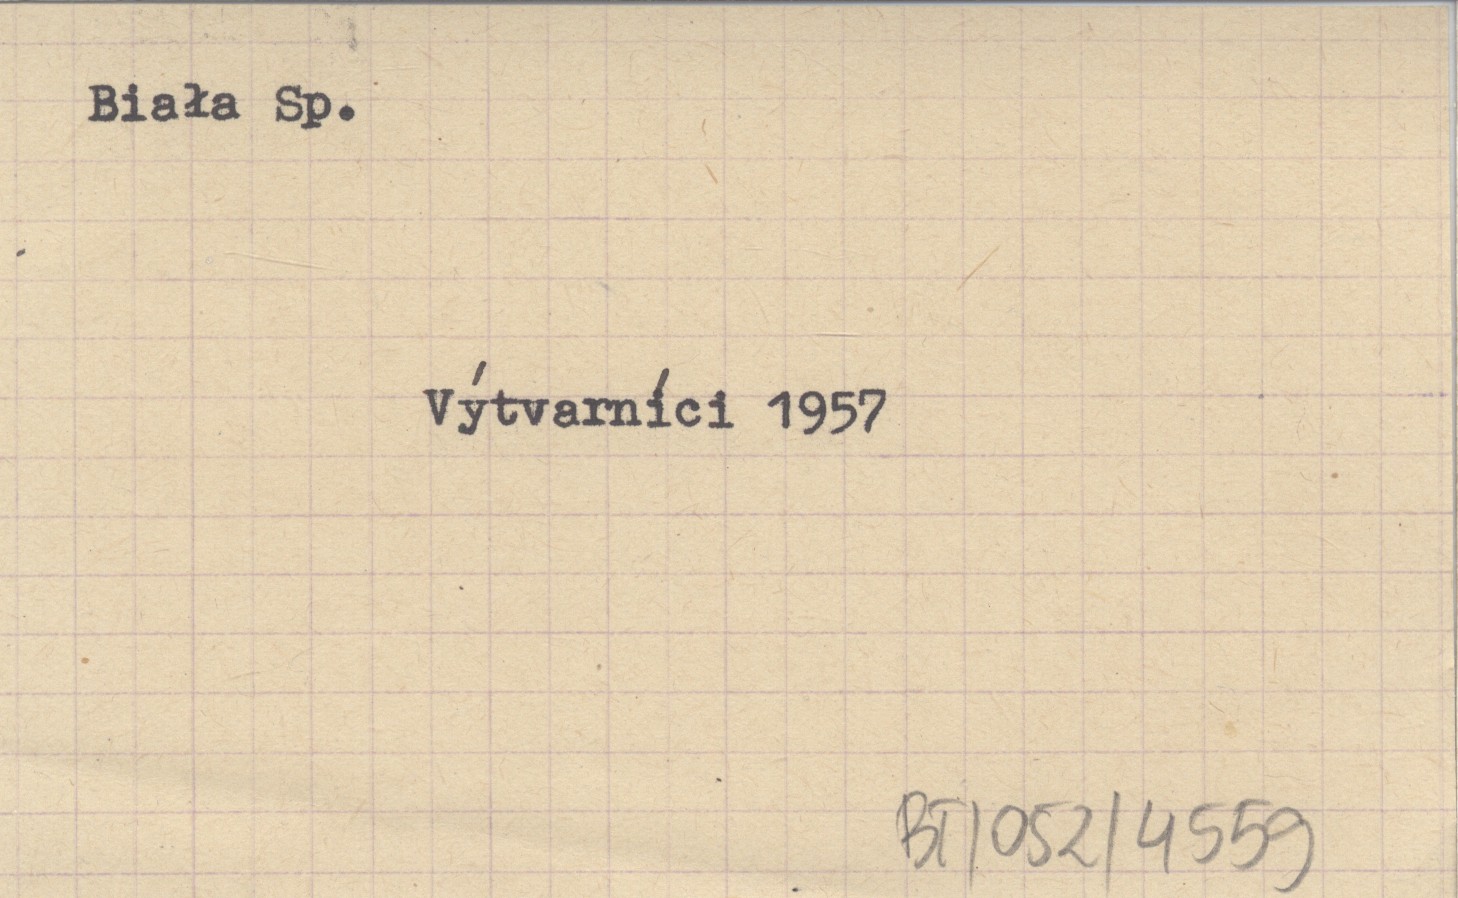 Biała Sp.
Výtvarníci 1957
BT/052/4559